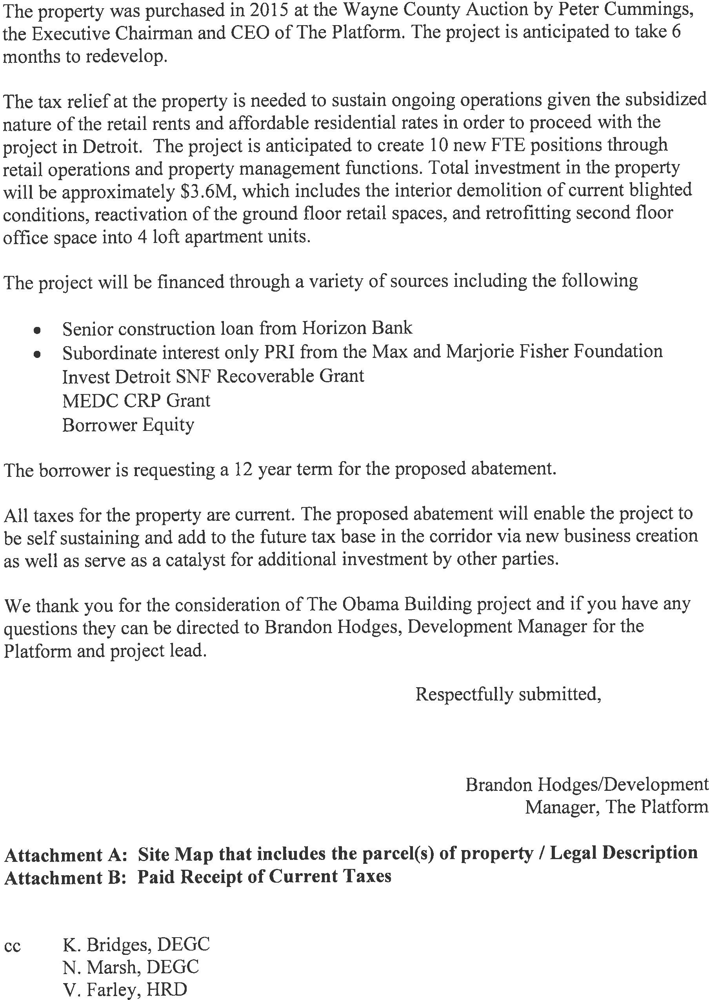 The property was purchased in 2015 at the Wayne County Auction by Peter Cummings,
the Executive Chairman and CEO of The Platform. The project is anticipated to take 6
months to redevelop.
The tax relief at the property is needed to sustain ongoing operations given the subsidized
nature of the retail rents and affordable residential rates in order to proceed with the
project in Detroit. The project is anticipated to create 10 new FTE positions through
retail operations and property management functions. Total investment in the property
will be approximately $3.6M, which includes the interior demolition of current blighted
conditions, reactivation of the ground floor retail spaces, and retrofitting second floor
office space into 4 loft apartment units.
The project will be financed through a variety of sources including the following
• Senior construction loan from Horizon Bank
• Subordinate interest only PRI from the Max and Marjorie Fisher Foundation
Invest Detroit SNF Recoverable Grant
MEDC CRP Grant
Borrower Equity
The borrower is requesting a 12 year term for the proposed abatement.
All taxes for the property are current. The proposed abatement will enable the project to
be self sustaining and add to the future tax base in the corridor via new business creation
as well as serve as a catalyst for additional investment by other parties.
We thank you for the consideration of The Obama Building project and if you have any
questions they can be directed to Brandon Hodges, Development Manager for the
Platform and project lead.
Respectfully submitted,
Brandon Hodges/Development
Manager, The Platform
Attachment A: Site Map that includes the parcel(s) of property / Legal Description
Attachment B: Paid Receipt of Current Taxes
cc K. Bridges, DEGC
N. Marsh, DEGC
V. Farley, HRD